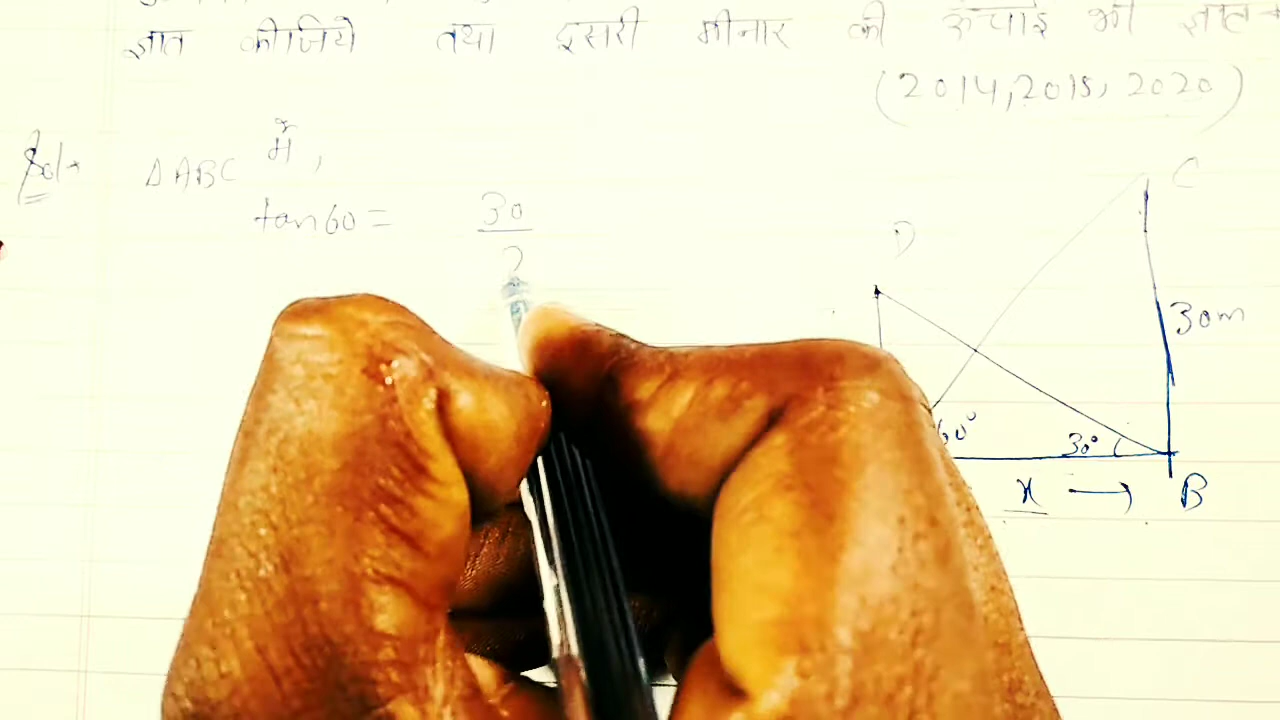 ज्ञात कीजिये तथा दूसरी मीनार की ऊंचाई भी ज्ञात
(2014, 2015, 2020)
Sol→ ΔABC में,
tan60 = 30
D
C
30m
60°
30°
x →
B